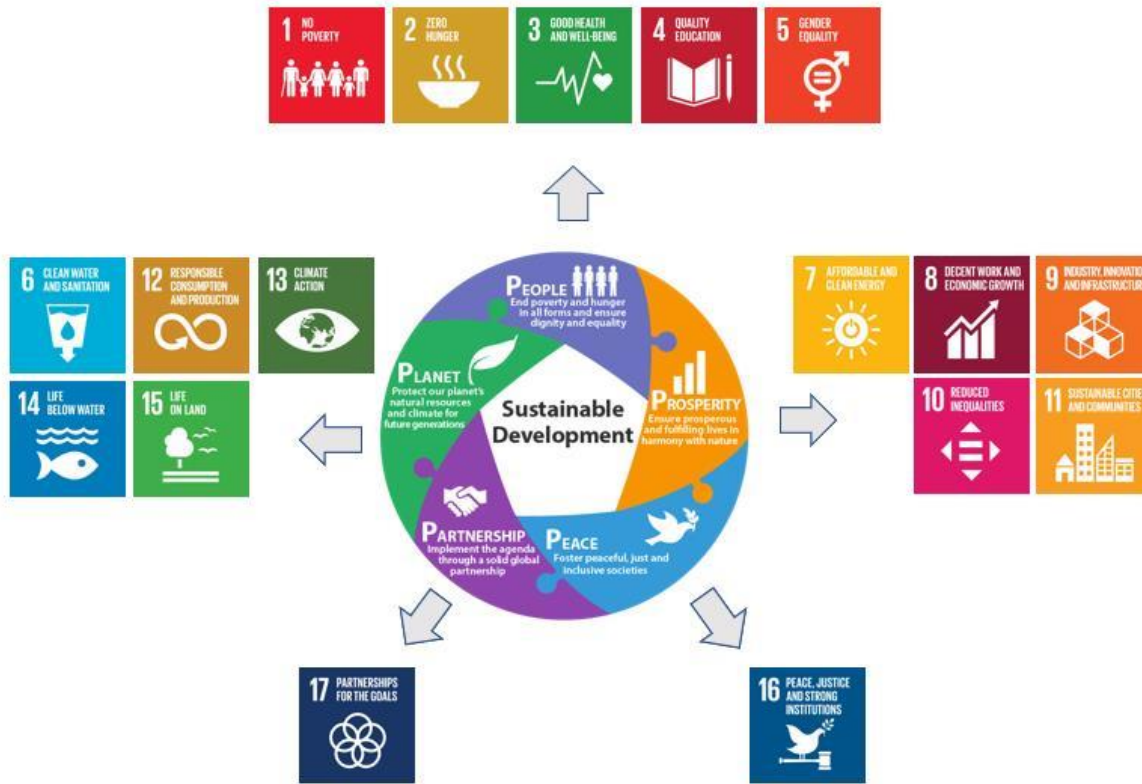 1 NO
POVERTY
2 ZERO
HUNGER
3 GOOD HEALTH
AND WELL-BEING
4 QUALITY
EDUCATION
5 GENDER
EQUALITY
6 CLEAN WATER
AND SANITATION
12 RESPONSIBLE
CONSUMPTION
AND PRODUCTION
13 CLIMATE
ACTION
14 LIFE
BELOW WATER
15 LIFE
ON LAND
PEOPLE
End poverty and hunger
in all forms and ensure
dignity and equality
PLANET
Protect our planet's
natural resources
and climate for
future generations
Sustainable
Development
PROSPERITY
Ensure prosperous
and fulfilling lives in
harmony with nature
PARTNERSHIP
Implement the agenda
through a solid global
partnership
PEACE
Foster peaceful, just and
inclusive societies
7 AFFORDABLE AND
CLEAN ENERGY
8 DECENT WORK AND
ECONOMIC GROWTH
9 INDUSTRY, INNOVATION
AND INFRASTRUCTURE
10 REDUCED
INEQUALITIES
11 SUSTAINABLE CITIES
AND COMMUNITIES
17 PARTNERSHIPS
FOR THE GOALS
16 PEACE, JUSTICE
AND STRONG
INSTITUTIONS